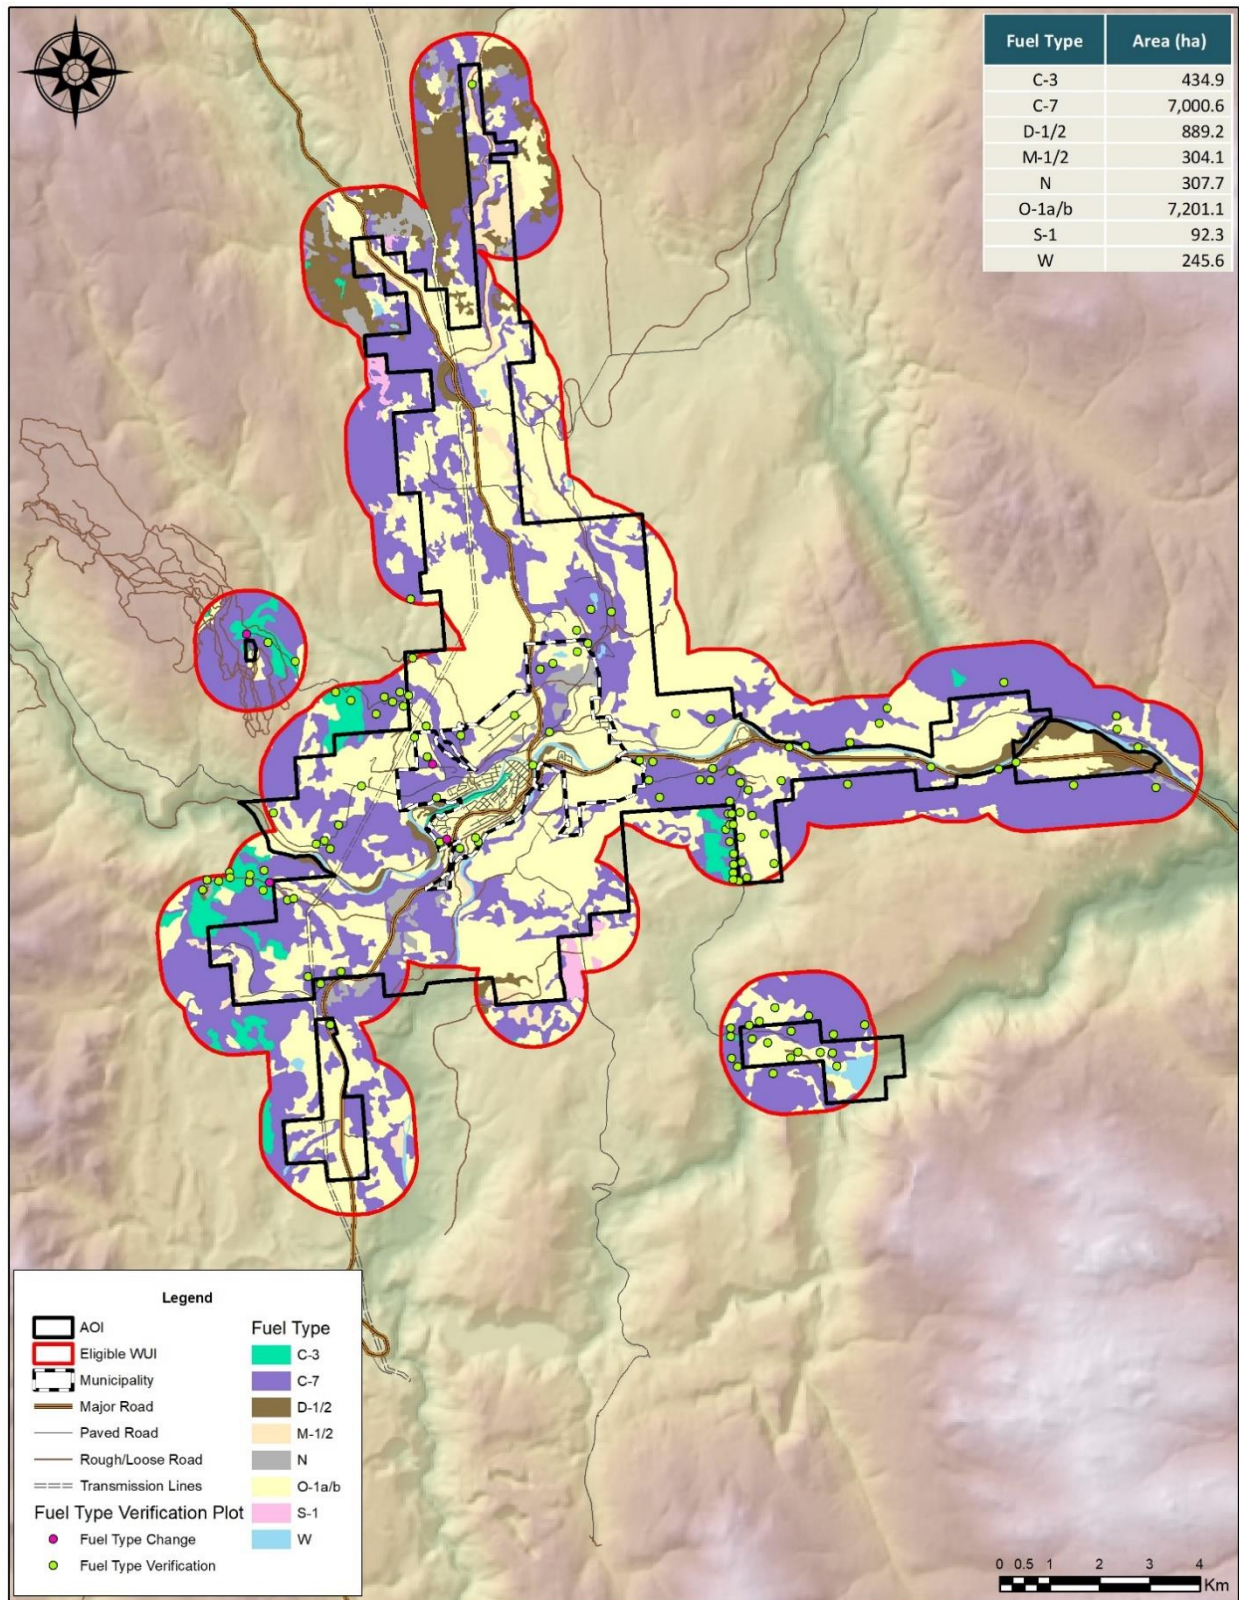 Fuel Type Area (ha)
C-3 434.9
C-7 7,000.6
D-1/2 889.2
M-1/2 304.1
N 307.7
O-1a/b 7,201.1
S-1 92.3
W 245.6
Legend
AOI
Eligible WUI
Municipality
Major Road
Paved Road
Rough/Loose Road
Transmission Lines
Fuel Type Verification Plot
Fuel Type Change
Fuel Type Verification
Fuel Type
C-3
C-7
D-1/2
M-1/2
N
O-1a/b
S-1
W
0 0.5 1 2 3 4
Km